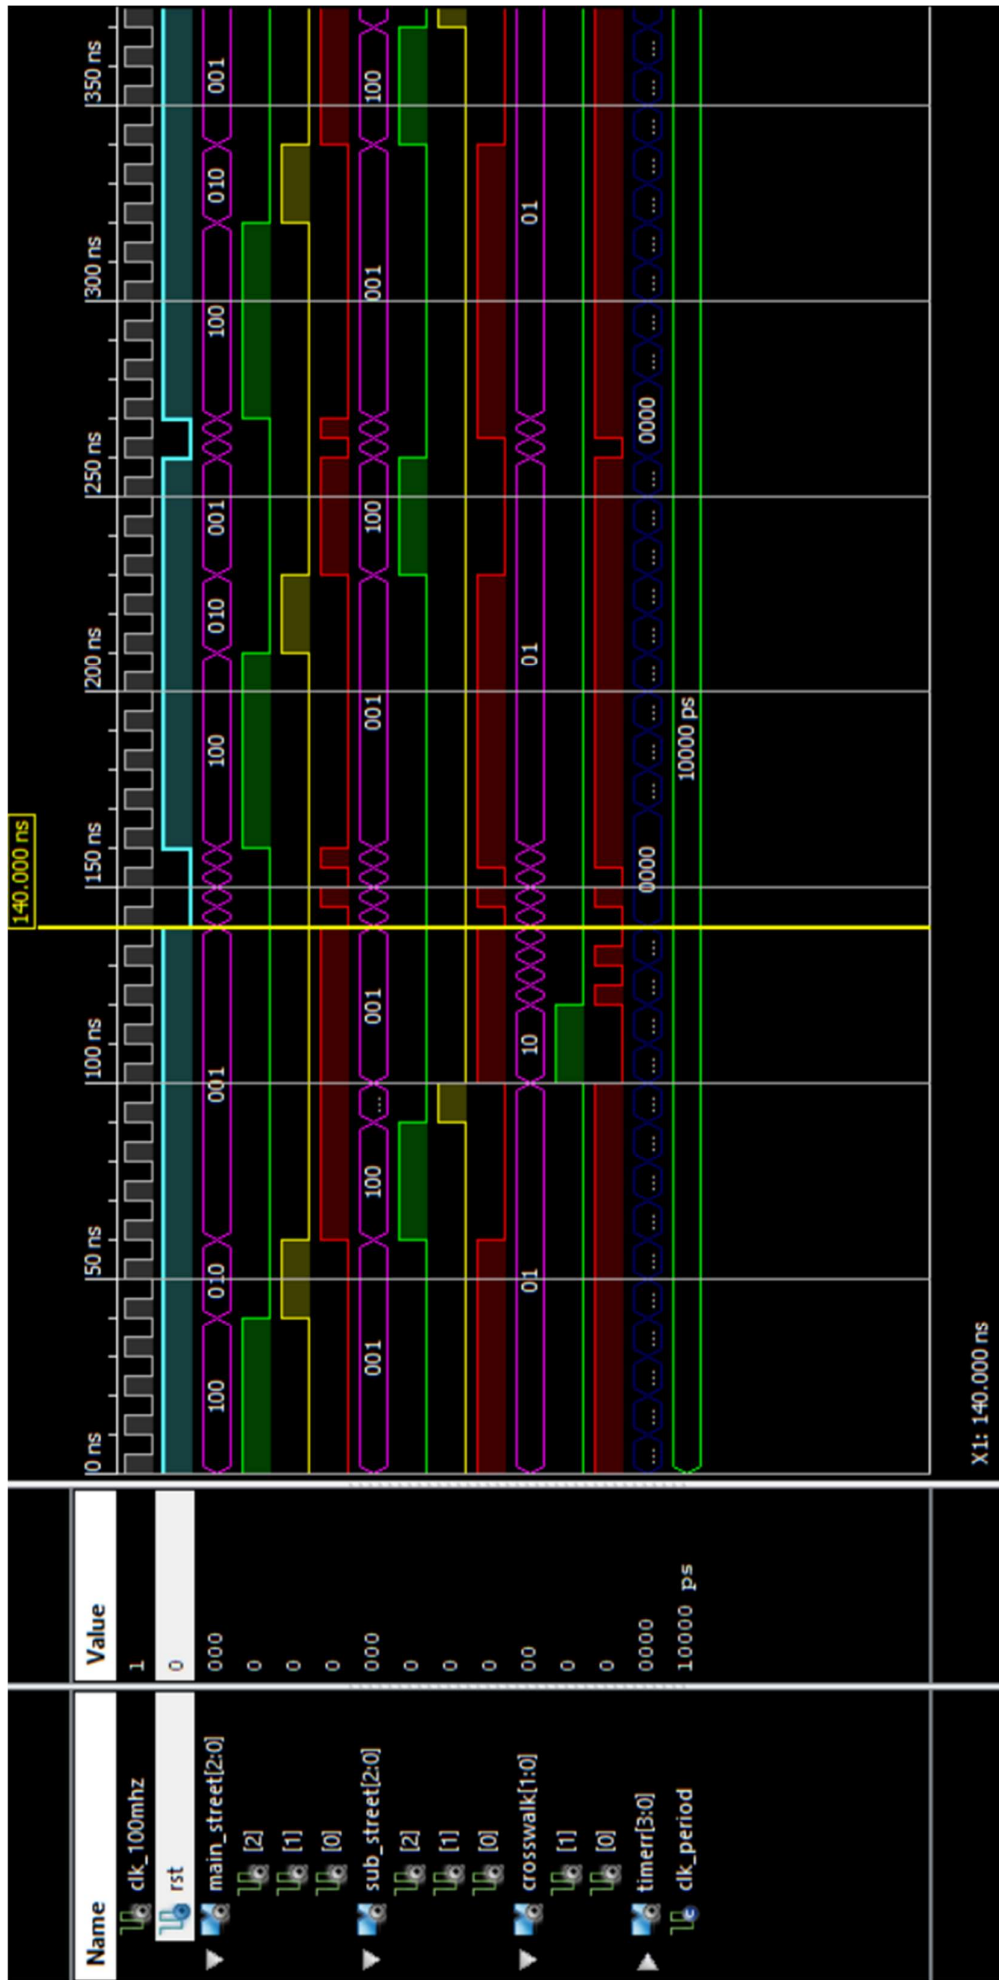 140.000 ns
Name Value 0 ns 50 ns 100 ns 150 ns 200 ns 250 ns 300 ns 350 ns
clk_100mhz 1
rst 0
main_street[2:0] 000 100 010 001 100 010 001 100 010 001
[2] 0
[1] 0
[0] 0
sub_street[2:0] 000 001 100 ... 001 001 100 001 100
[2] 0
[1] 0
[0] 0
crosswalk[1:0] 00 01 10 01 01
[1] 0
[0] 0
timerr[3:0] 0000 ... ... ... ... ... ... ... ... ... ... ... ... ... ... 0000 ... ... ... ... ... ... ... ... ... 0000 ... ... ... ... ... ... ... ... ...
clk_period 10000 ps 10000 ps
X1: 140.000 ns